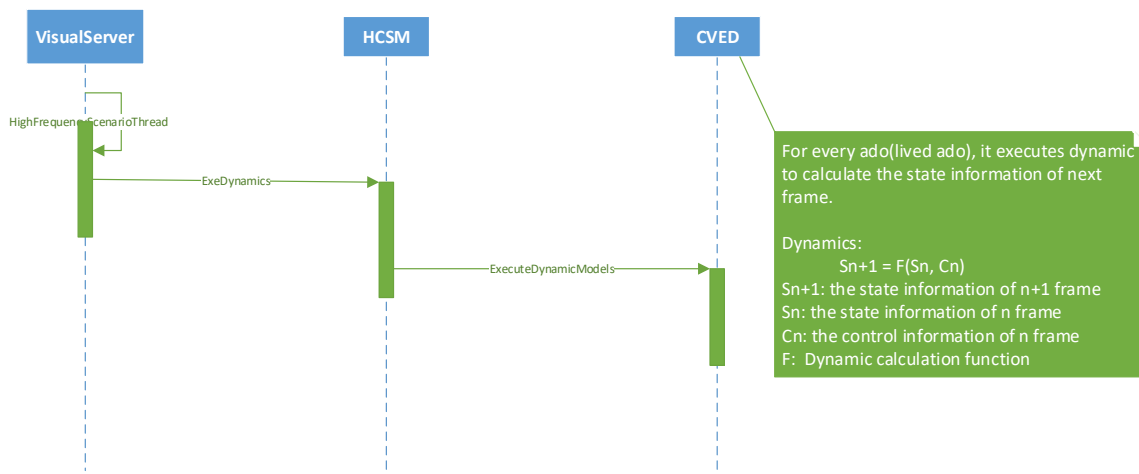 VisualServer
HCSM
CVED
HighFrequencyScenarioThread
ExeDynamics
ExecuteDynamicModels
For every ado(lived ado), it executes dynamic
to calculate the state information of next
frame.
Dynamics:
Sn+1 = F(Sn, Cn)
Sn+1: the state information of n+1 frame
Sn: the state information of n frame
Cn: the control information of n frame
F: Dynamic calculation function